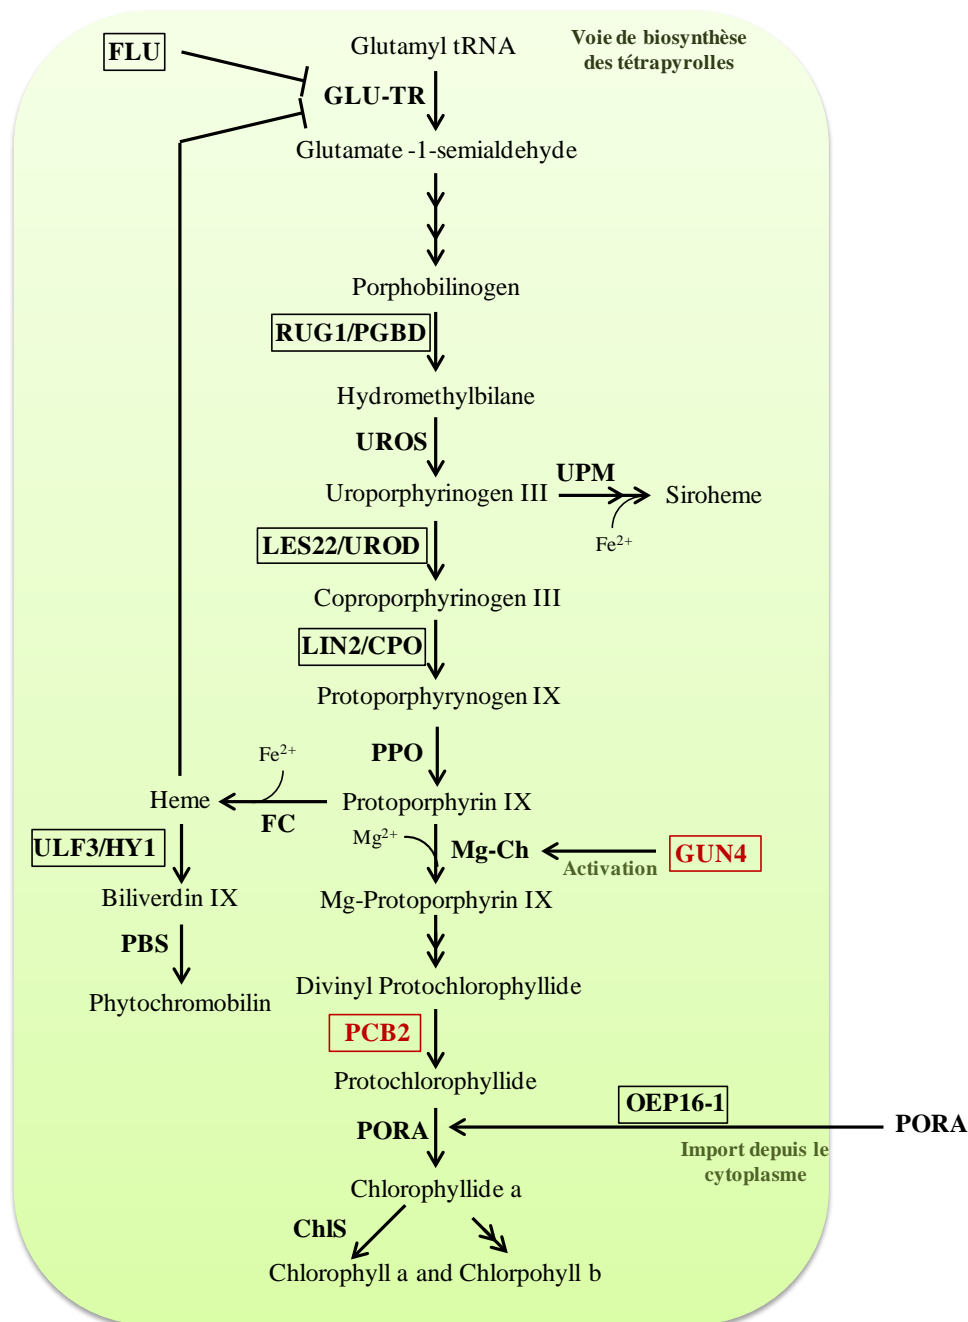 FLU
Glutamyl tRNA
Voie de biosynthèse
des tétrapyrolles
GLU-TR
Glutamate -1-semialdehyde
Porphobilinogen
RUG1/PGBD
Hydromethylbilane
UROS
UPM
Uroporphyrinogen III
Siroheme
Fe2+
LES22/UROD
Coproporphyrinogen III
LIN2/CPO
Protoporphyrynogen IX
Fe2+
PPO
Heme
Protoporphyrin IX
FC
Mg2+
Mg-Ch
GUN4
Activation
ULF3/HY1
Biliverdin IX
Mg-Protoporphyrin IX
PBS
Phytochromobilin
Divinyl Protochlorophyllide
PCB2
Protochlorophyllide
OEP16-1
PORA
PORA
Import depuis le
cytoplasme
Chlorophyllide a
ChlS
Chlorophyll a and Chlorpohyll b